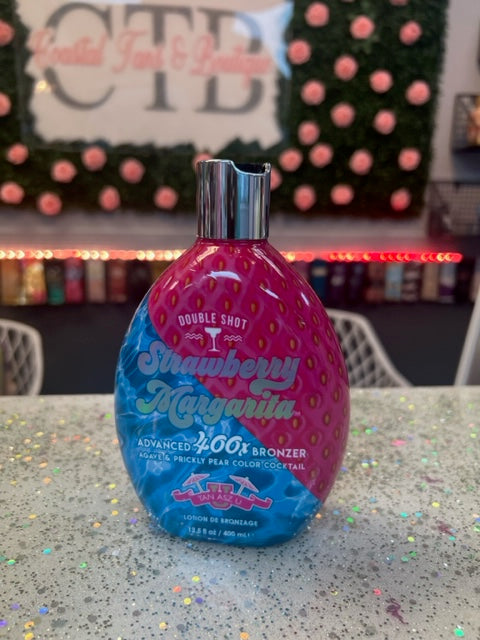 CTB
Coastal Tans & Boutique
DOUBLE SHOT
Strawberry
Margarita
ADVANCED 400x BRONZER
AGAVE & PRICKLY PEAR COLOR COCKTAIL
TAN ASZ U
LOTION DE BRONZAGE
13.5 fl oz / 400 mL